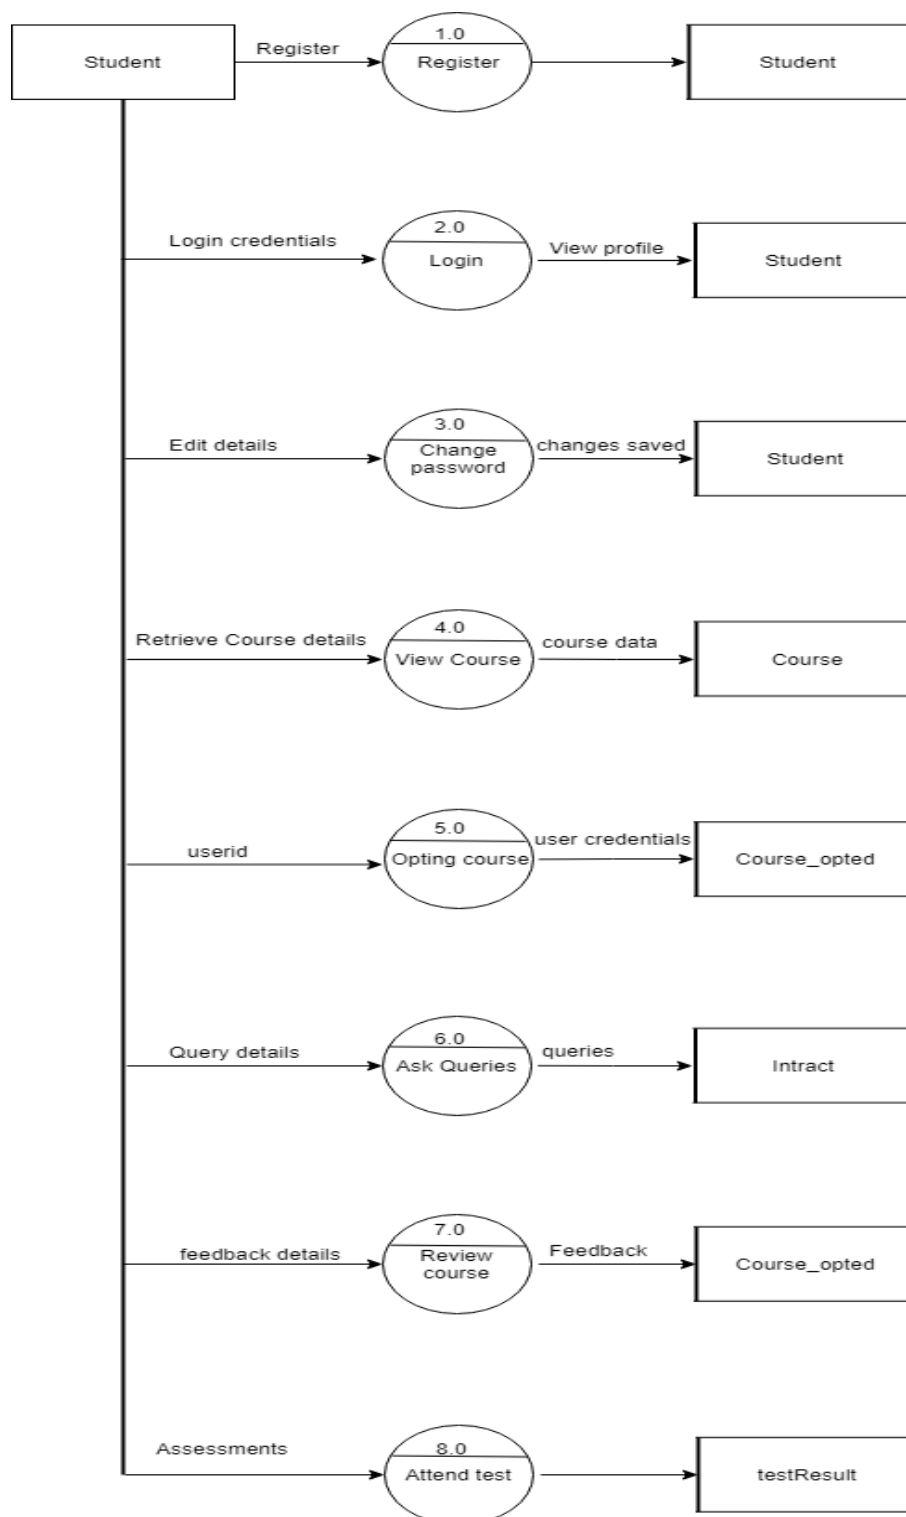 Student
Register
1.0
Register
Student
Login credentials
2.0
Login
View profile
Student
Edit details
3.0
Change
password
changes saved
Student
Retrieve Course details
4.0
View Course
course data
Course
userid
5.0
Opting course
user credentials
Course_opted
Query details
6.0
Ask Queries
queries
Intract
feedback details
7.0
Review
course
Feedback
Course_opted
Assessments
8.0
Attend test
testResult